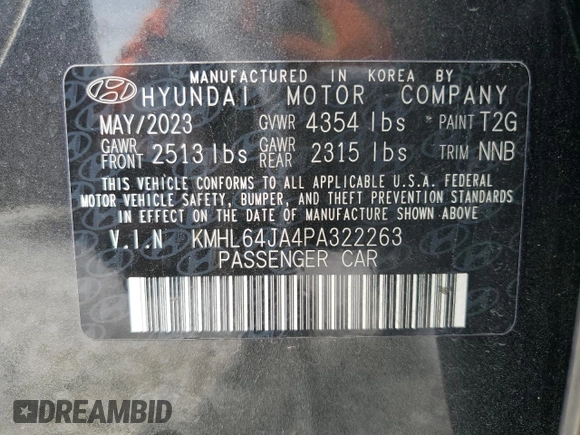 MANUFACTURED IN KOREA BY
HYUNDAI MOTOR COMPANY
MAY/2023 GVWR 4354 lbs * PAINT T2G
GAWR FRONT 2513 lbs GAWR REAR 2315 lbs TRIM NNB
THIS VEHICLE CONFORMS TO ALL APPLICABLE U.S.A. FEDERAL
MOTOR VEHICLE SAFETY, BUMPER, AND THEFT PREVENTION STANDARDS
IN EFFECT ON THE DATE OF MANUFACTURE SHOWN ABOVE
V.I.N KMHL64JA4PA322263
PASSENGER CAR
DREAMBID